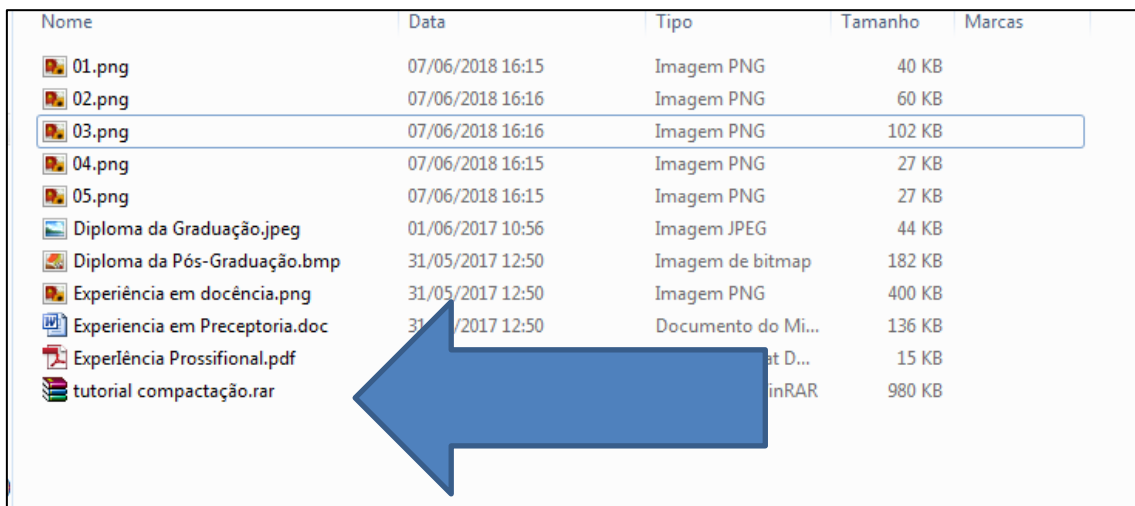 Nome Data Tipo Tamanho Marcas
01.png 07/06/2018 16:15 Imagem PNG 40 KB
02.png 07/06/2018 16:16 Imagem PNG 60 KB
03.png 07/06/2018 16:16 Imagem PNG 102 KB
04.png 07/06/2018 16:15 Imagem PNG 27 KB
05.png 07/06/2018 16:15 Imagem PNG 27 KB
Diploma da Graduação.jpeg 01/06/2017 10:56 Imagem JPEG 44 KB
Diploma da Pós-Graduação.bmp 31/05/2017 12:50 Imagem de bitmap 182 KB
Experiência em docência.png 31/05/2017 12:50 Imagem PNG 400 KB
Experiencia em Preceptoria.doc /2017 12:50 Documento do Mi... 136 KB
ExperIência Prossifional.pdf D... 15 KB
tutorial compactação.rar inRAR 980 KB